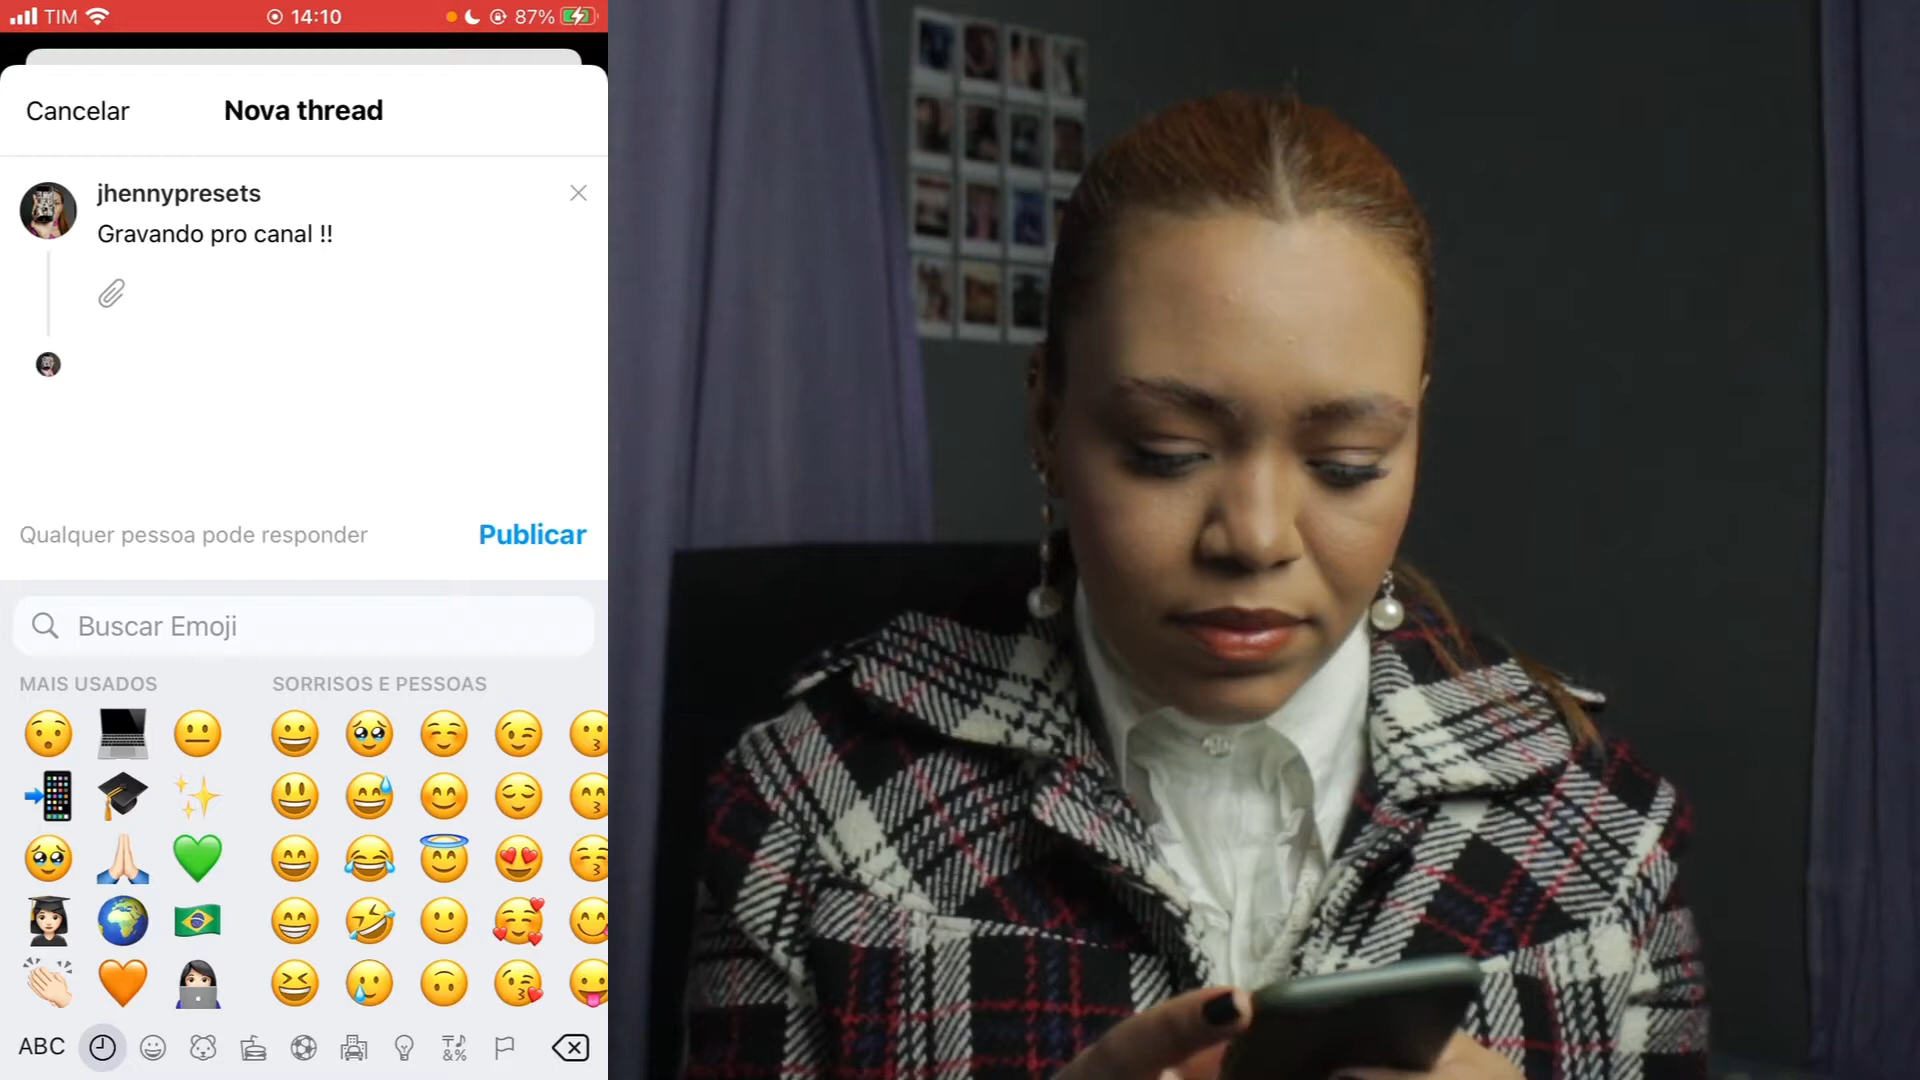 TIM 14:10 87%
Cancelar Nova thread
jhennypresets
Gravando pro canal !!
Qualquer pessoa pode responder Publicar
Buscar Emoji
MAIS USADOS SORRISOS E PESSOAS
ABC